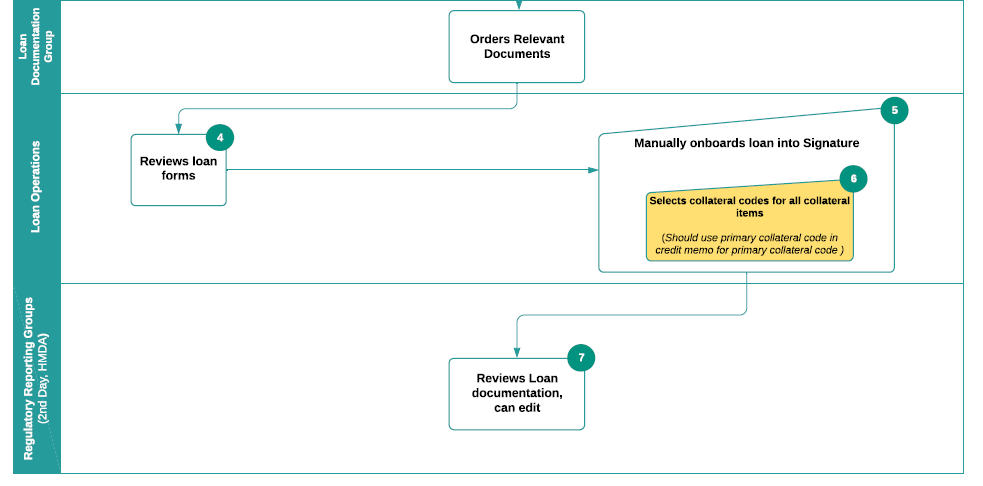 Loan
Documentation
Group
Orders Relevant
Documents
Loan Operations
4
Reviews loan
forms
5
Manually onboards loan into Signature
6
Selects collateral codes for all collateral
items
(Should use primary collateral code in
credit memo for primary collateral code )
Regulatory Reporting Groups
(2nd Day, HMDA)
7
Reviews Loan
documentation,
can edit